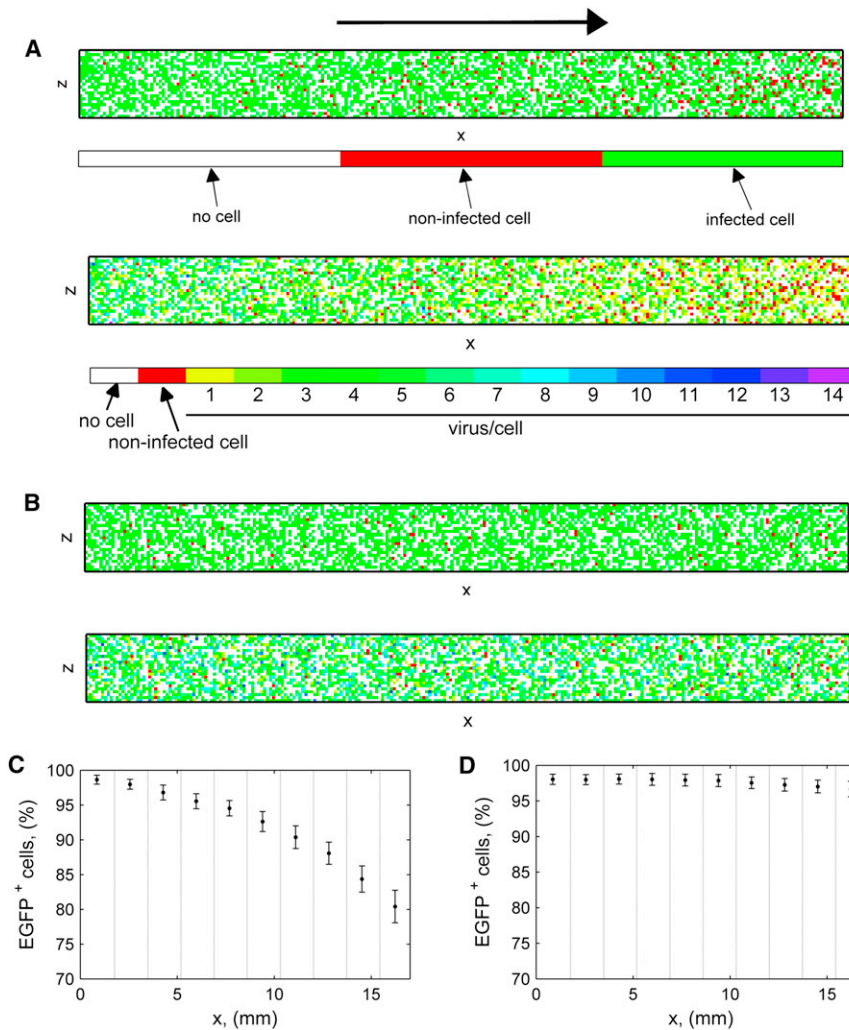 A
z
x
no cell
non-infected cell
infected cell
z
x
1 2 3 4 5 6 7 8 9 10 11 12 13 14
no cell
non-infected cell
virus/cell
B
z
x
z
x
C
100
95
90
85
80
75
70
EGFP + cells, (%)
0 5 10 15
x, (mm)
D
100
95
90
85
80
75
70
EGFP + cells, (%)
0 5 10 15
x, (mm)